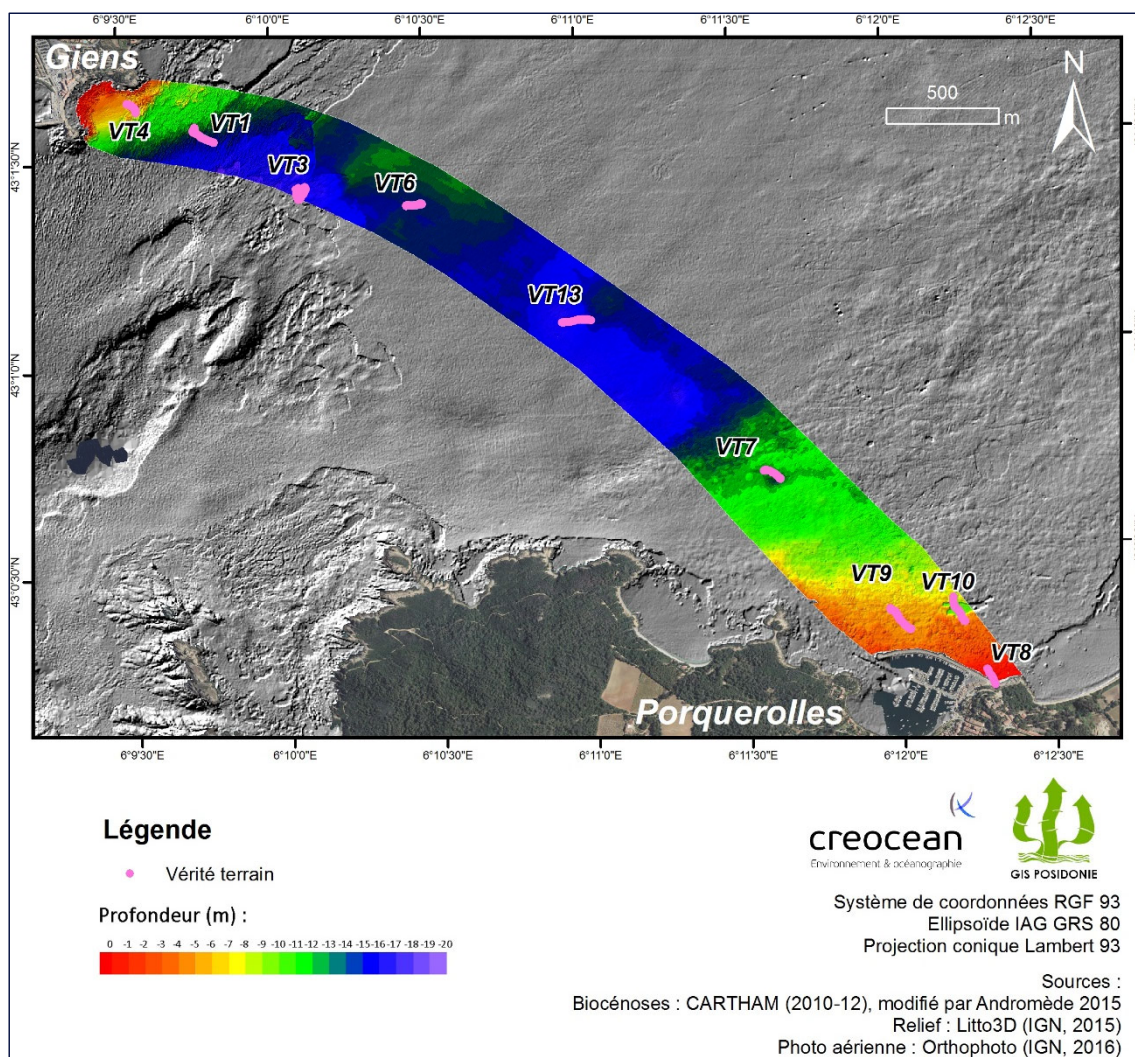 6°9'30"E 6°10'0"E 6°10'30"E 6°11'0"E 6°11'30"E 6°12'0"E 6°12'30"E
Giens
N
500
m
VT4
VT1
VT3
43°1'30"N
VT6
VT13
43°1'0"N
VT7
43°0'30"N
VT9
VT10
VT8
Porquerolles
6°9'30"E 6°10'0"E 6°10'30"E 6°11'0"E 6°11'30"E 6°12'0"E 6°12'30"E
Légende
Vérité terrain
Profondeur (m) :
0 -1 -2 -3 -4 -5 -6 -7 -8 -9 -10 -11 -12 -13 -14 -15 -16 -17 -18 -19 -20
creocean
Environnement & océanographie
GIS POSIDONIE
Système de coordonnées RGF 93
Ellipsoïde IAG GRS 80
Projection conique Lambert 93
Sources :
Biocénoses : CARTHAM (2010-12), modifié par Andromède 2015
Relief : Litto3D (IGN, 2015)
Photo aérienne : Orthophoto (IGN, 2016)